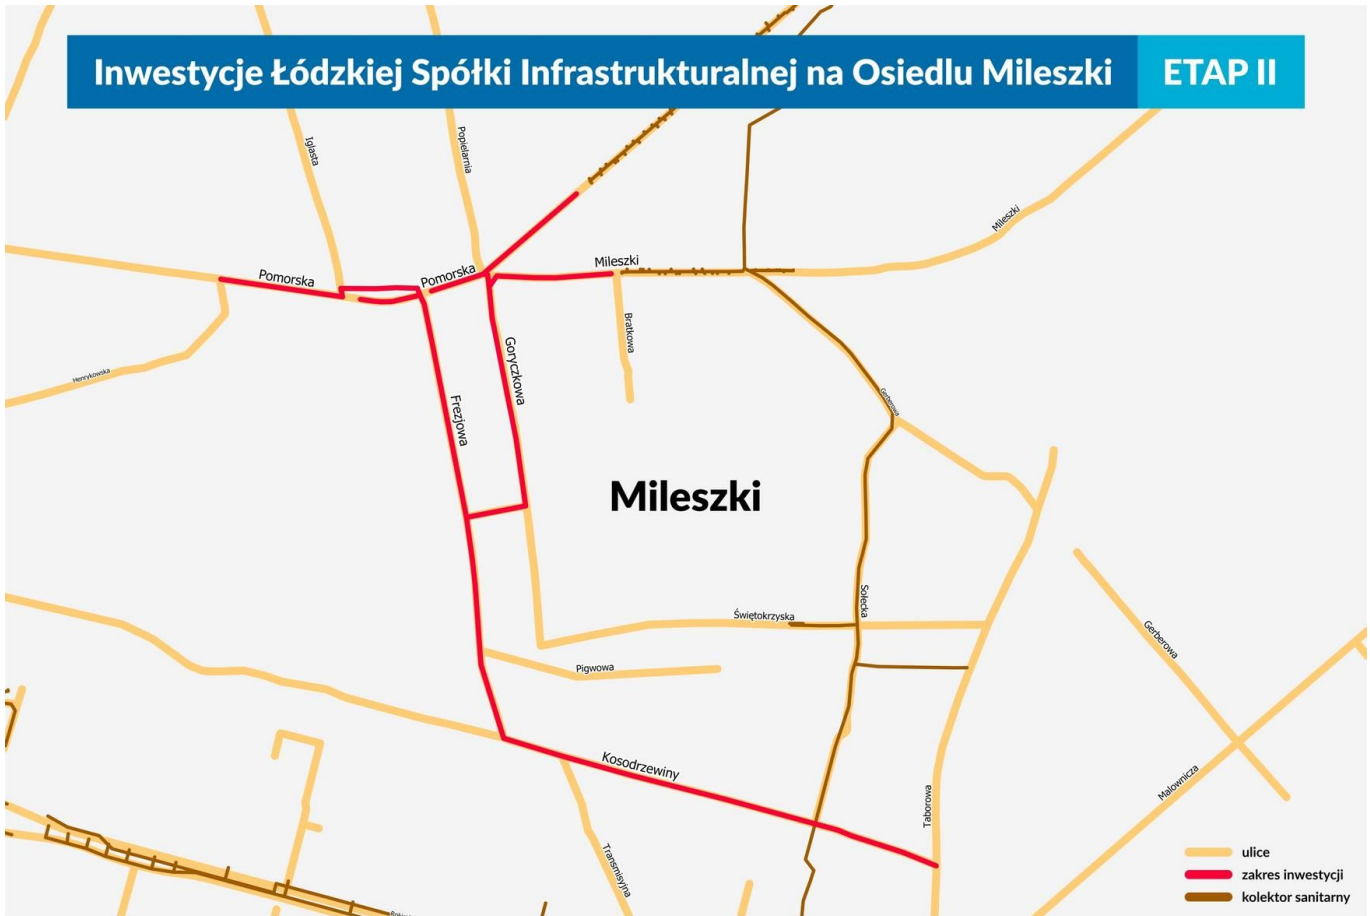 Inwestycje Łódzkiej Spółki Infrastrukturalnej na Osiedlu Mileszki ETAP II
Iglasta
Popielarnia
Mileszki
Pomorska
Pomorska
Mileszki
Bratkowa
Henrykowska
Goryczkowa
Frezjowa
Gerberowa
Mileszki
Sołecka
Świętokrzyska
Gerberowa
Pigwowa
Kosodrzewiny
Malownicza
Taborowa
Transmisyjna
ulice
zakres inwestycji
kolektor sanitarny